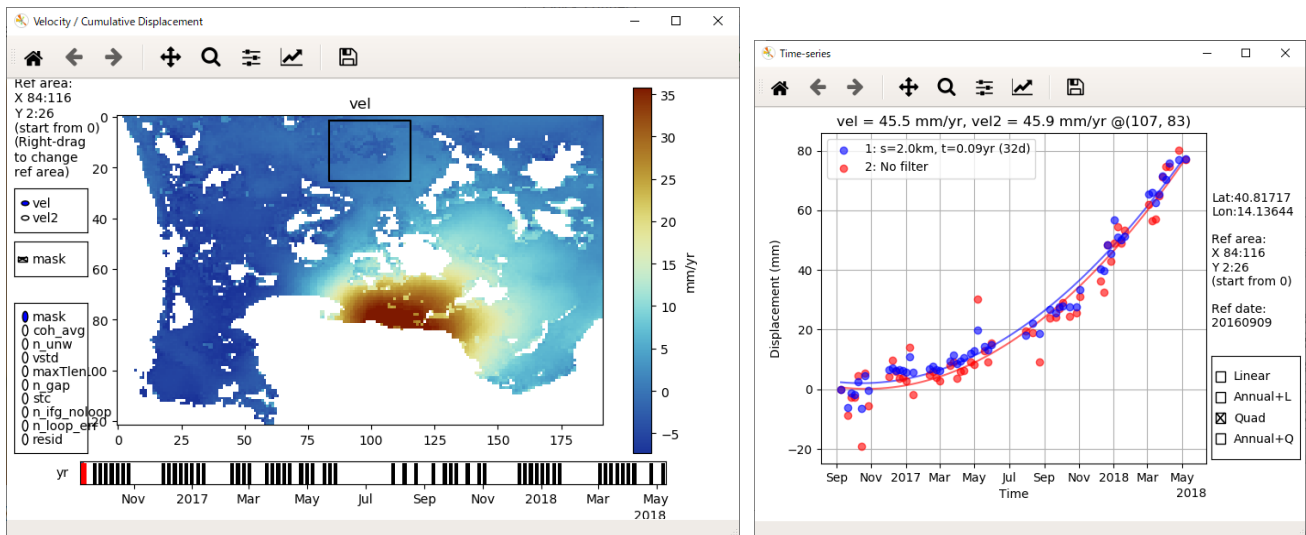 Velocity / Cumulative Displacement
Ref area:
X 84:116
Y 2:26
(start from 0)
(Right-drag
to change
ref area)
vel
vel2
mask
mask
coh_avg
n_unw
vstd
maxTlen
n_gap
stc
n_ifg_noloop
n_loop_err
resid
vel
0
20
40
60
80
100
120
0
25
50
75
100
125
150
175
35
30
25
20
15
10
5
0
−5
mm/yr
yr
Nov
2017
Mar
May
Jul
Sep
Nov
2018
Mar
May
2018
Time-series
vel = 45.5 mm/yr, vel2 = 45.9 mm/yr @(107, 83)
1: s=2.0km, t=0.09yr (32d)
2: No filter
80
60
40
20
0
−20
Displacement (mm)
Sep
Nov
2017
Mar
May
Jul
Sep
Nov
2018
Mar
May
2018
Time
Lat:40.81717
Lon:14.13644
Ref area:
X 84:116
Y 2:26
(start from 0)
Ref date:
20160909
Linear
Annual+L
Quad
Annual+Q